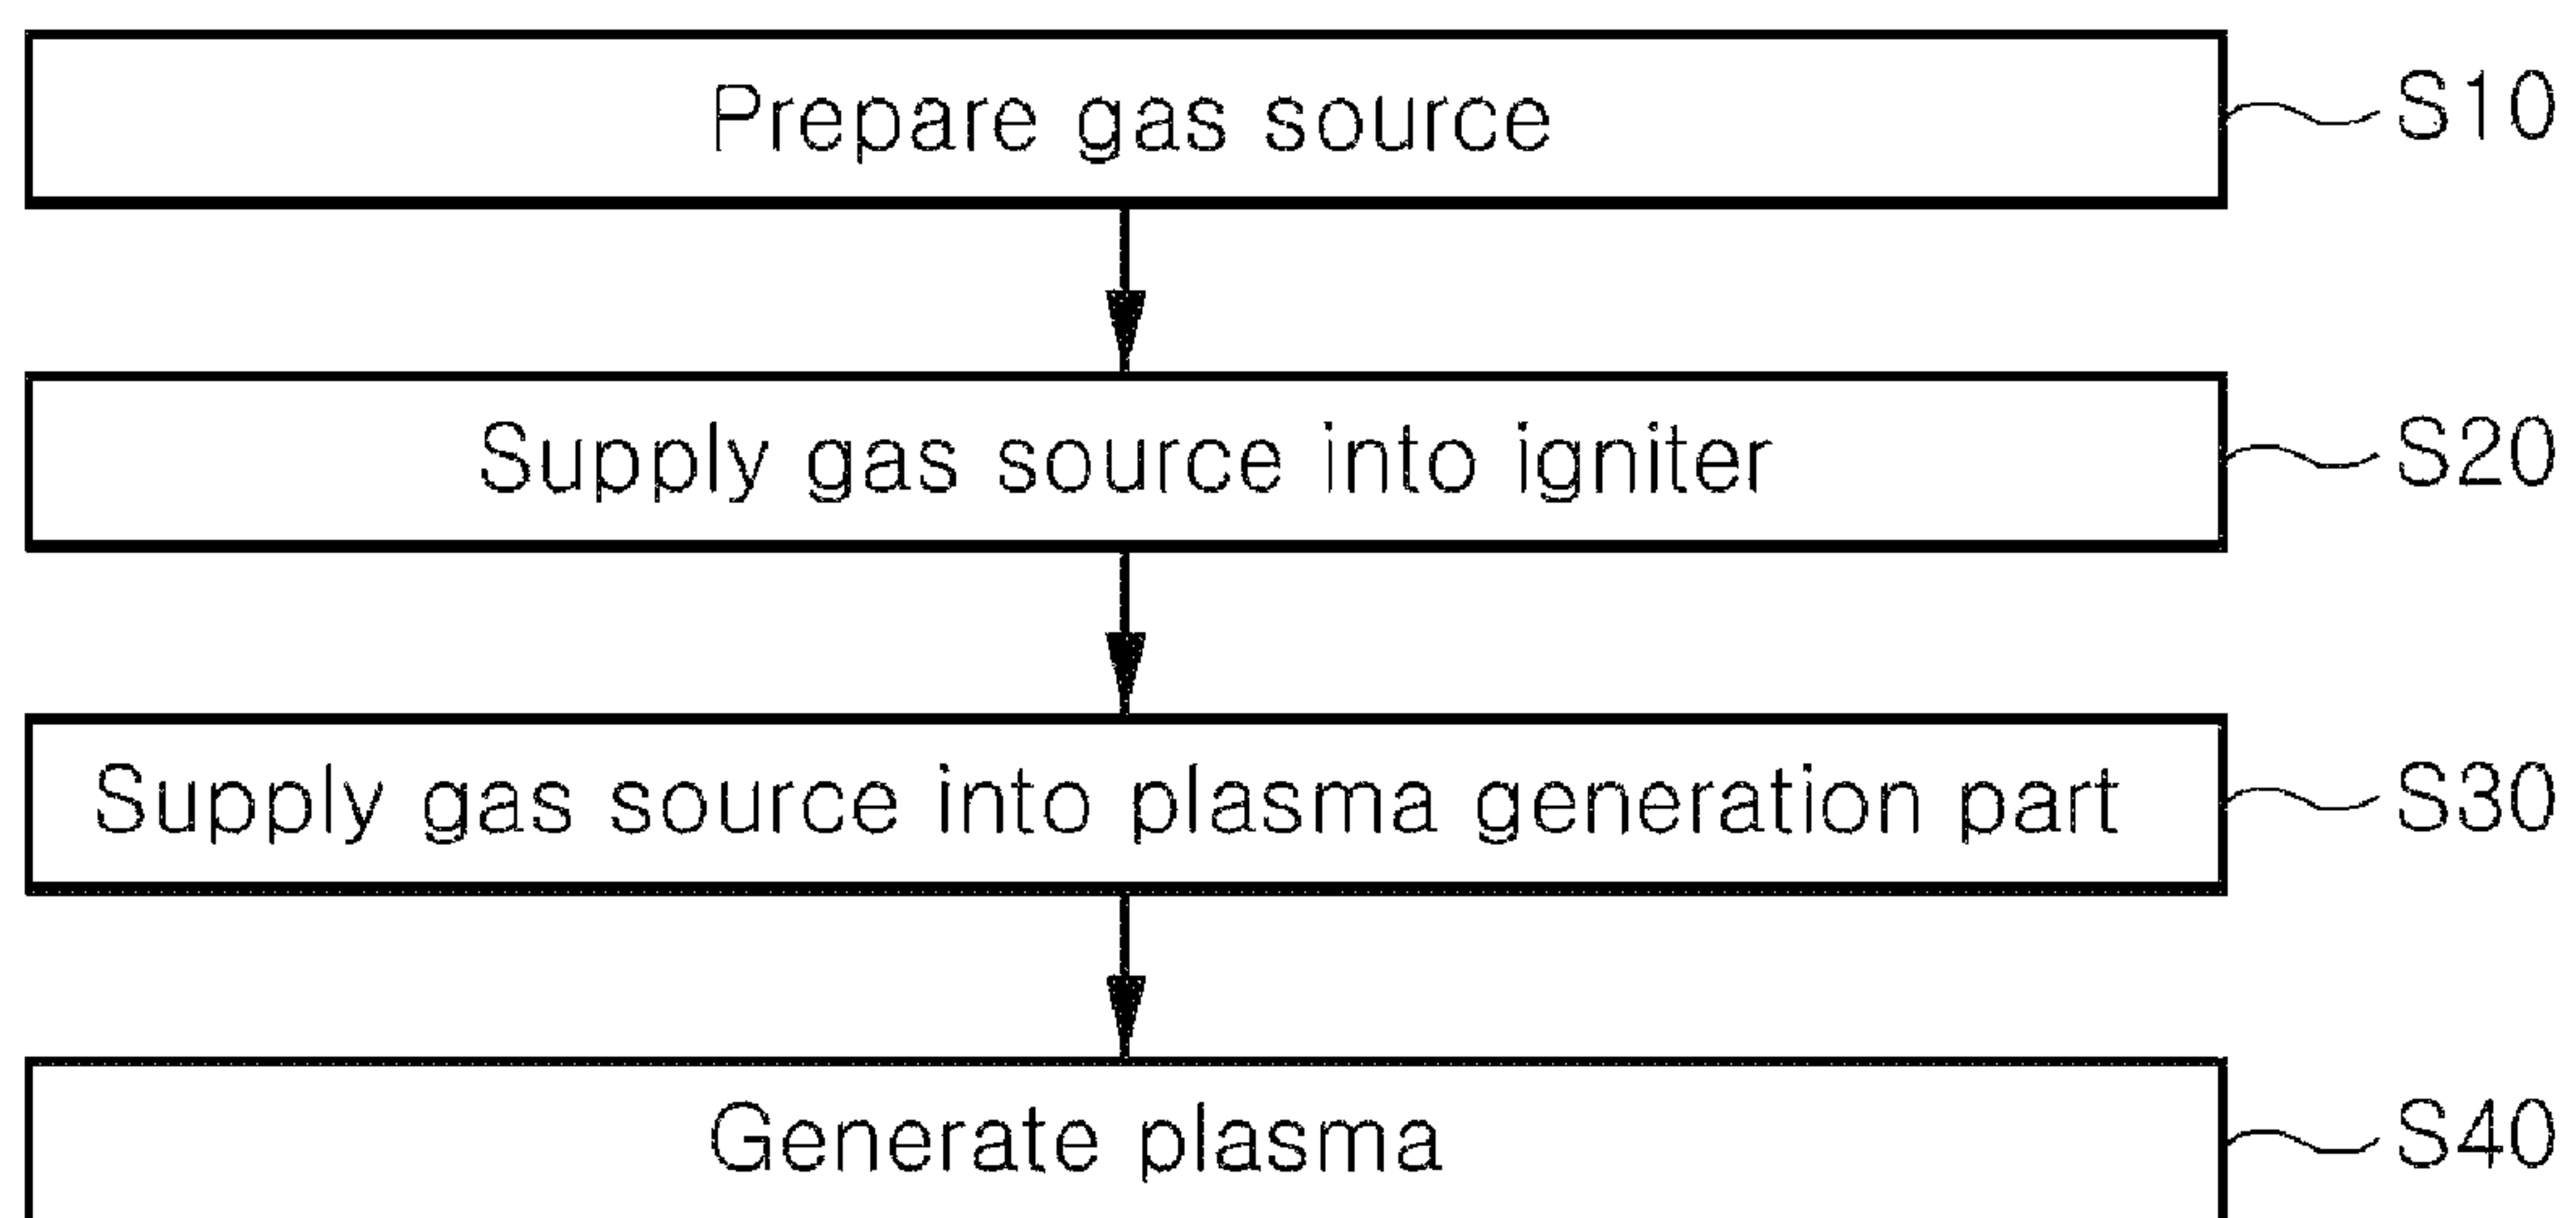 Prepare gas source S10
Supply gas source into igniter S20
Supply gas source into plasma generation part S30
Generate plasma S40